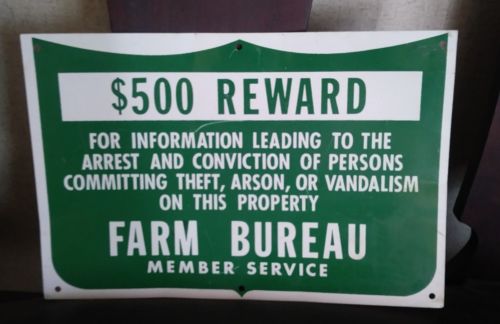 $500 REWARD
FOR INFORMATION LEADING TO THE
ARREST AND CONVICTION OF PERSONS
COMMITTING THEFT, ARSON, OR VANDALISM
ON THIS PROPERTY
FARM BUREAU
MEMBER SERVICE